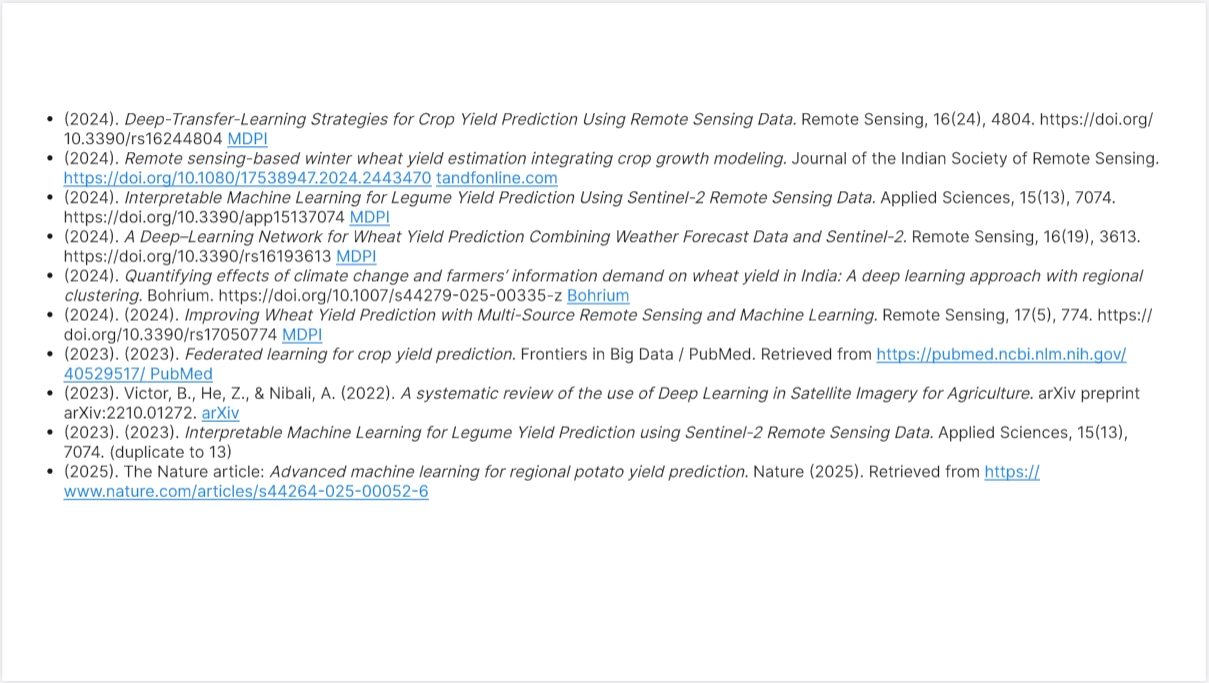 • (2024). Deep-Transfer-Learning Strategies for Crop Yield Prediction Using Remote Sensing Data. Remote Sensing, 16(24), 4804. https://doi.org/
10.3390/rs16244804 MDPI
• (2024). Remote sensing-based winter wheat yield estimation integrating crop growth modeling. Journal of the Indian Society of Remote Sensing.
https://doi.org/10.1080/17538947.2024.2443470 tandfonline.com
• (2024). Interpretable Machine Learning for Legume Yield Prediction Using Sentinel-2 Remote Sensing Data. Applied Sciences, 15(13), 7074.
https://doi.org/10.3390/app15137074 MDPI
• (2024). A Deep–Learning Network for Wheat Yield Prediction Combining Weather Forecast Data and Sentinel-2. Remote Sensing, 16(19), 3613.
https://doi.org/10.3390/rs16193613 MDPI
• (2024). Quantifying effects of climate change and farmers’ information demand on wheat yield in India: A deep learning approach with regional
clustering. Bohrium. https://doi.org/10.1007/s44279-025-00335-z Bohrium
• (2024). (2024). Improving Wheat Yield Prediction with Multi-Source Remote Sensing and Machine Learning. Remote Sensing, 17(5), 774. https://
doi.org/10.3390/rs17050774 MDPI
• (2023). (2023). Federated learning for crop yield prediction. Frontiers in Big Data / PubMed. Retrieved from https://pubmed.ncbi.nlm.nih.gov/
40529517/ PubMed
• (2023). Victor, B., He, Z., & Nibali, A. (2022). A systematic review of the use of Deep Learning in Satellite Imagery for Agriculture. arXiv preprint
arXiv:2210.01272. arXiv
• (2023). (2023). Interpretable Machine Learning for Legume Yield Prediction using Sentinel-2 Remote Sensing Data. Applied Sciences, 15(13),
7074. (duplicate to 13)
• (2025). The Nature article: Advanced machine learning for regional potato yield prediction. Nature (2025). Retrieved from https://
www.nature.com/articles/s44264-025-00052-6